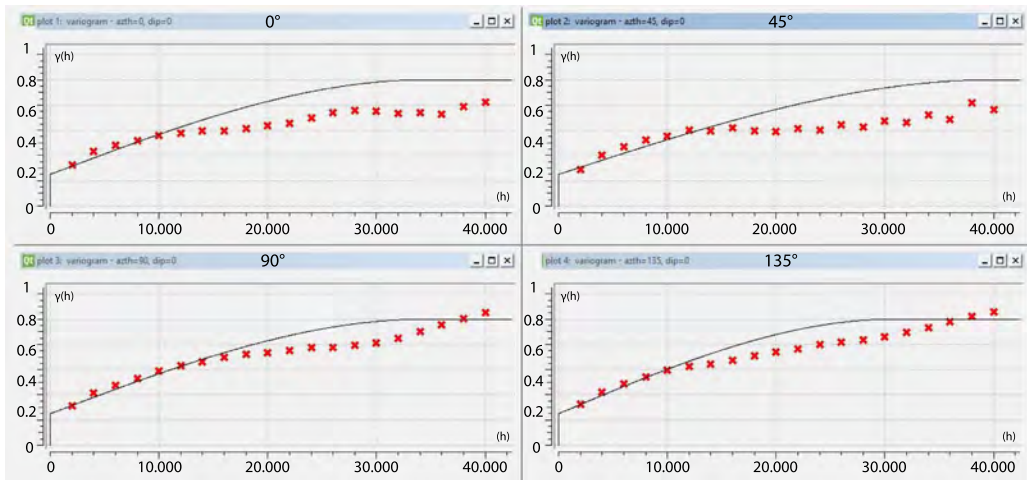 plot 1: variogram - azth=0, dip=0
0°
1
γ(h)
0.8
0.6
0.4
0.2
0
(h)
0 10.000 20.000 30.000 40.000
plot 2: variogram - azth=45, dip=0
45°
1
γ(h)
0.8
0.6
0.4
0.2
0
(h)
0 10.000 20.000 30.000 40.000
plot 3: variogram - azth=90, dip=0
90°
1
γ(h)
0.8
0.6
0.4
0.2
0
(h)
0 10.000 20.000 30.000 40.000
plot 4: variogram - azth=135, dip=0
135°
1
γ(h)
0.8
0.6
0.4
0.2
0
(h)
0 10.000 20.000 30.000 40.000